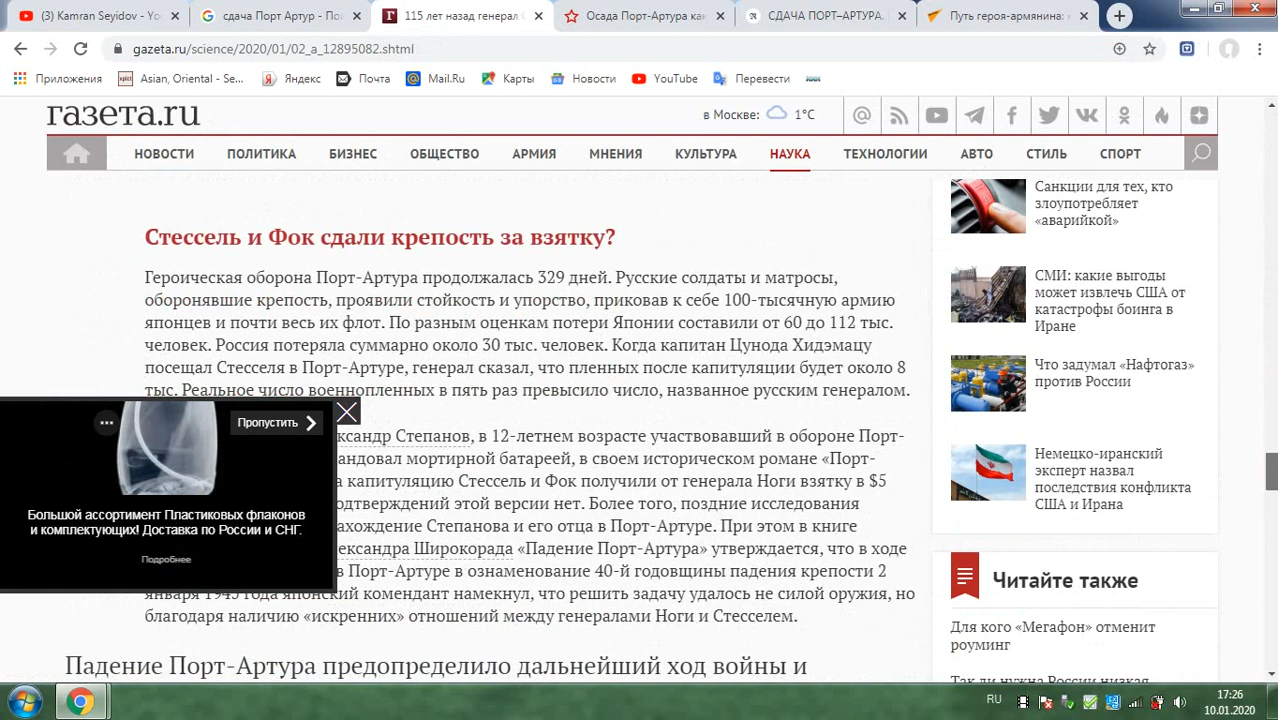 (3) Kamran Seyidov - Yo
сдача Порт Артур - По
115 лет назад генерал
Осада Порт-Артура ка
СДАЧА ПОРТ-АРТУРА.
Путь героя-армянина:
gazeta.ru/science/2020/01/02_a_12895082.shtml
Приложения
Asian, Oriental - Se...
Яндекс
Почта
Mail.Ru
Карты
Новости
YouTube
Перевести
газета.ru
в Москве: 1°C
НОВОСТИ ПОЛИТИКА БИЗНЕС ОБЩЕСТВО АРМИЯ МНЕНИЯ КУЛЬТУРА НАУКА ТЕХНОЛОГИИ АВТО СТИЛЬ СПОРТ
Стессель и Фок сдали крепость за взятку?
Героическая оборона Порт-Артура продолжалась 329 дней. Русские солдаты и матросы,
оборонявшие крепость, проявили стойкость и упорство, приковав к себе 100-тысячную армию
японцев и почти весь их флот. По разным оценкам потери Японии составили от 60 до 112 тыс.
человек. Россия потеряла суммарно около 30 тыс. человек. Когда капитан Цунода Хидэмацу
посещал Стесселя в Порт-Артуре, генерал сказал, что пленных после капитуляции будет около 8
тыс. Реальное число военнопленных в пять раз превысило число, названное русским генералом.
ксандр Степанов, в 12-летнем возрасте участвовавший в обороне Порт-
андовал мортирной батареей, в своем историческом романе «Порт-
а капитуляцию Стессель и Фок получили от генерала Ноги взятку в $5
одтверждений этой версии нет. Более того, поздние исследования
ахождение Степанова и его отца в Порт-Артуре. При этом в книге
ександра Широкорада «Падение Порт-Артура» утверждается, что в ходе
в Порт-Артуре в ознаменование 40-й годовщины падения крепости 2
января 1945 года японский комендант намекнул, что решить задачу удалось не силой оружия, но
благодаря наличию «искренних» отношений между генералами Ноги и Стесселем.
Падение Порт-Артура предопределило дальнейший ход войны и
Пропустить
Большой ассортимент Пластиковых флаконов
и комплектующих! Доставка по России и СНГ.
Подробнее
Санкции для тех, кто
злоупотребляет
«аварийкой»
СМИ: какие выгоды
может извлечь США от
катастрофы боинга в
Иране
Что задумал «Нафтогаз»
против России
Немецко-иранский
эксперт назвал
последствия конфликта
США и Ирана
Читайте также
Для кого «Мегафон» отменит
роуминг
Так ли нужна России низкая
RU
17:26
10.01.2020